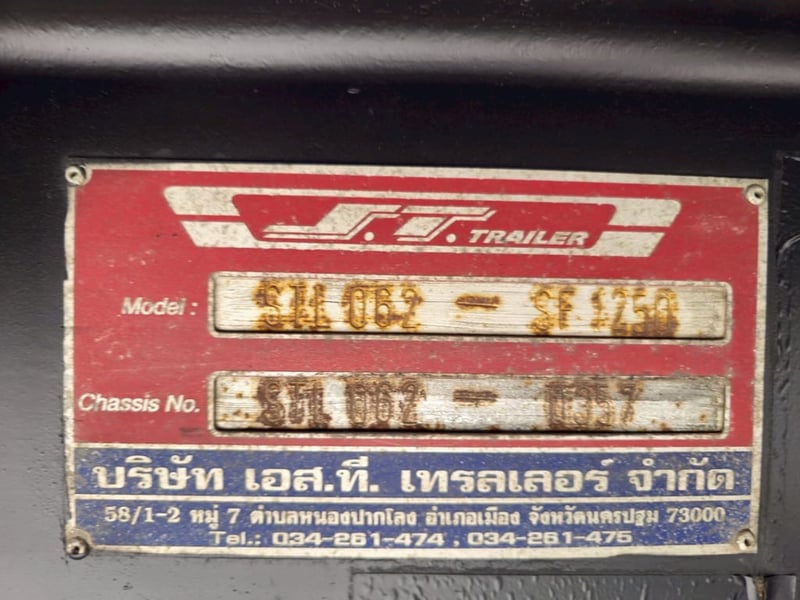 S.T. TRAILER
Model : STL 062 - SF 1250
Chassis No. STL 062 - 0357
บริษัท เอส.ที. เทรลเลอร์ จำกัด
58/1-2 หมู่ 7 ตำบลหนองปากโลง อำเภอเมือง จังหวัดนครปฐม 73000
Tel.: 034-261-474 , 034-261-475